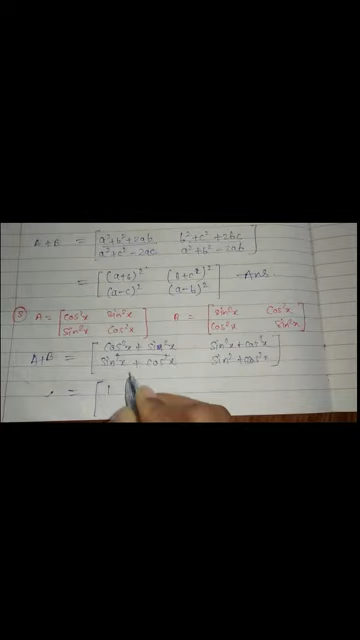 A+B = [a²+b²+2ab b²+c²+2bc
a²+c²-2ac a²+b²-2ab]
= [(a+b)² (b+c)²
(a-c)² (a-b)²] Ans
A = [cos²x sin²x B = [sin²x cos²x
sin²x cos²x] cos²x sin²x]
A+B = [cos²x + sin²x sin²x + cos²x
sin²x + cos²x sin² + cos²x]
= [1